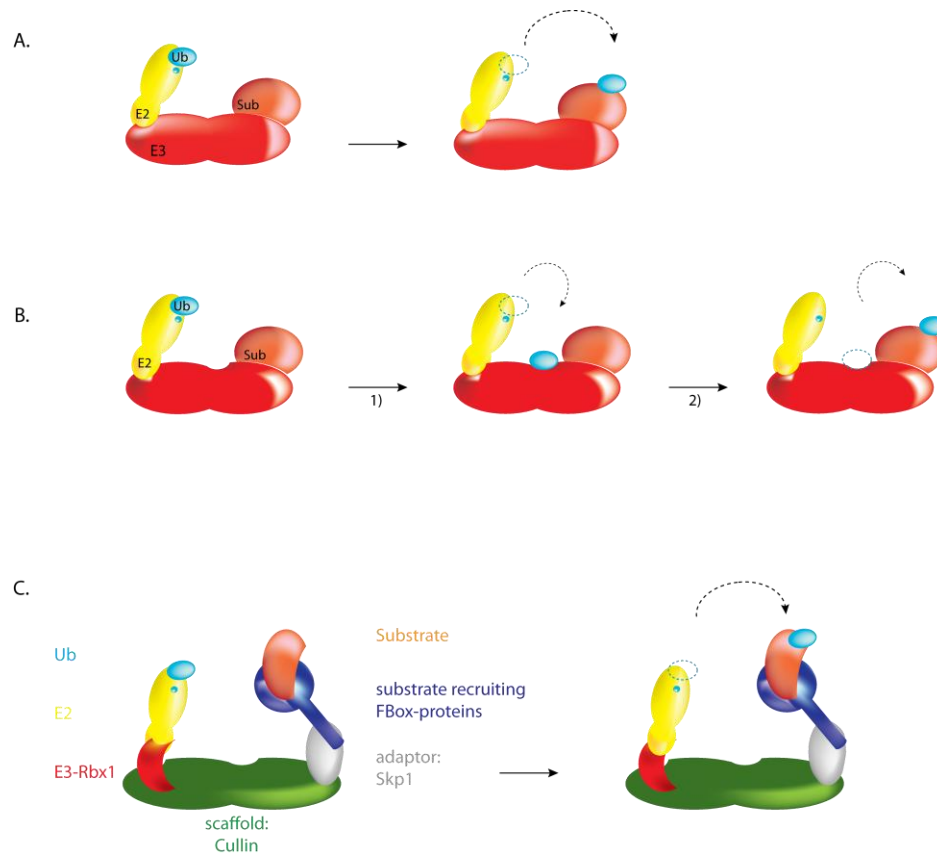 A.
Ub
E2
Sub
E3
B.
Ub
E2
Sub
1)
2)
C.
Ub
E2
E3-Rbx1
Substrate
substrate recruiting
FBox-proteins
adaptor:
Skp1
scaffold:
Cullin